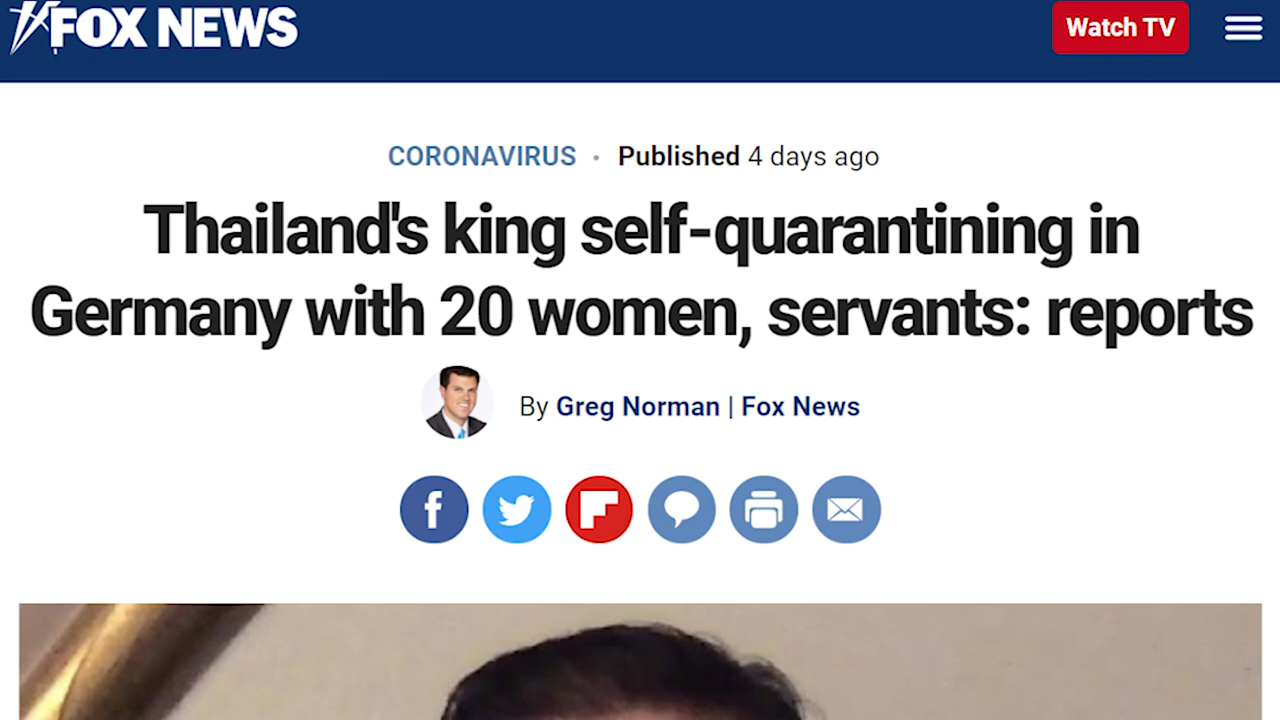 FOX NEWS
Watch TV
CORONAVIRUS · Published 4 days ago
Thailand's king self-quarantining in
Germany with 20 women, servants: reports
By Greg Norman | Fox News